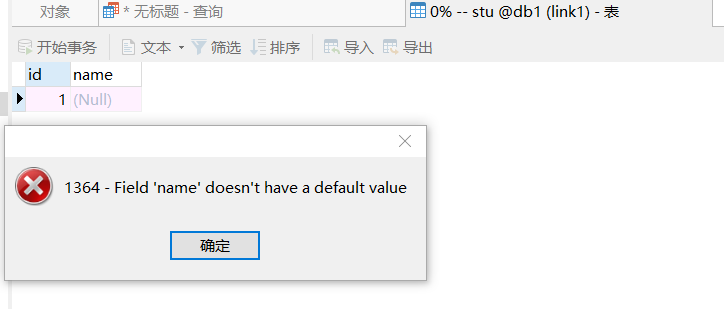 对象 * 无标题 - 查询 0% -- stu @db1 (link1) - 表
开始事务 文本 筛选 排序 导入 导出
id name
1 (Null)
1364 - Field 'name' doesn't have a default value
确定